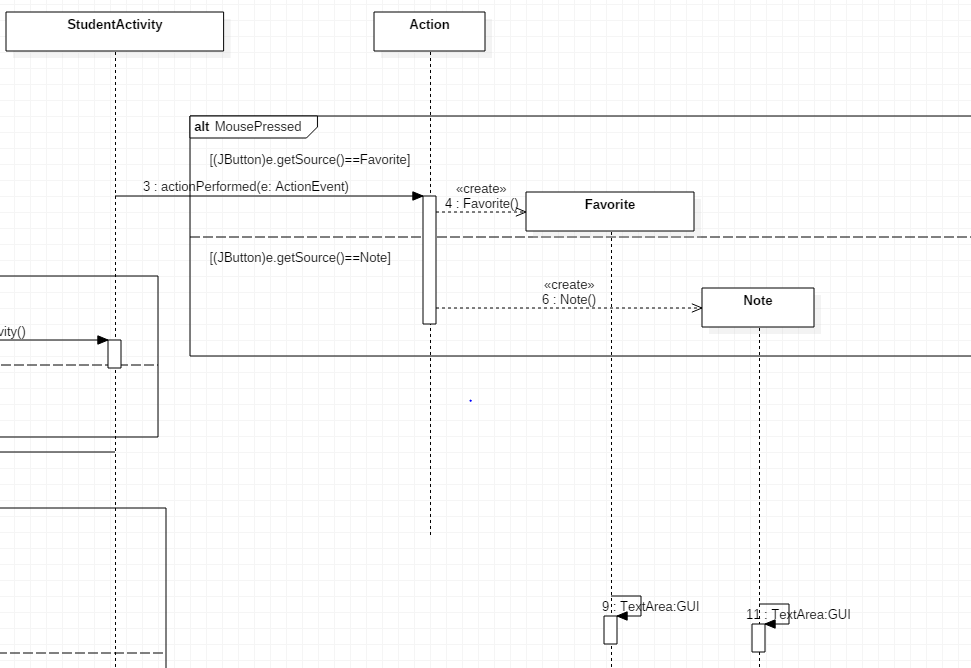 StudentActivity
Action
alt MousePressed
[(JButton)e.getSource()==Favorite]
3 : actionPerformed(e: ActionEvent)
«create»
4 : Favorite()
Favorite
[(JButton)e.getSource()==Note]
«create»
6 : Note()
Note
vity()
9 : TextArea:GUI
11 : TextArea:GUI